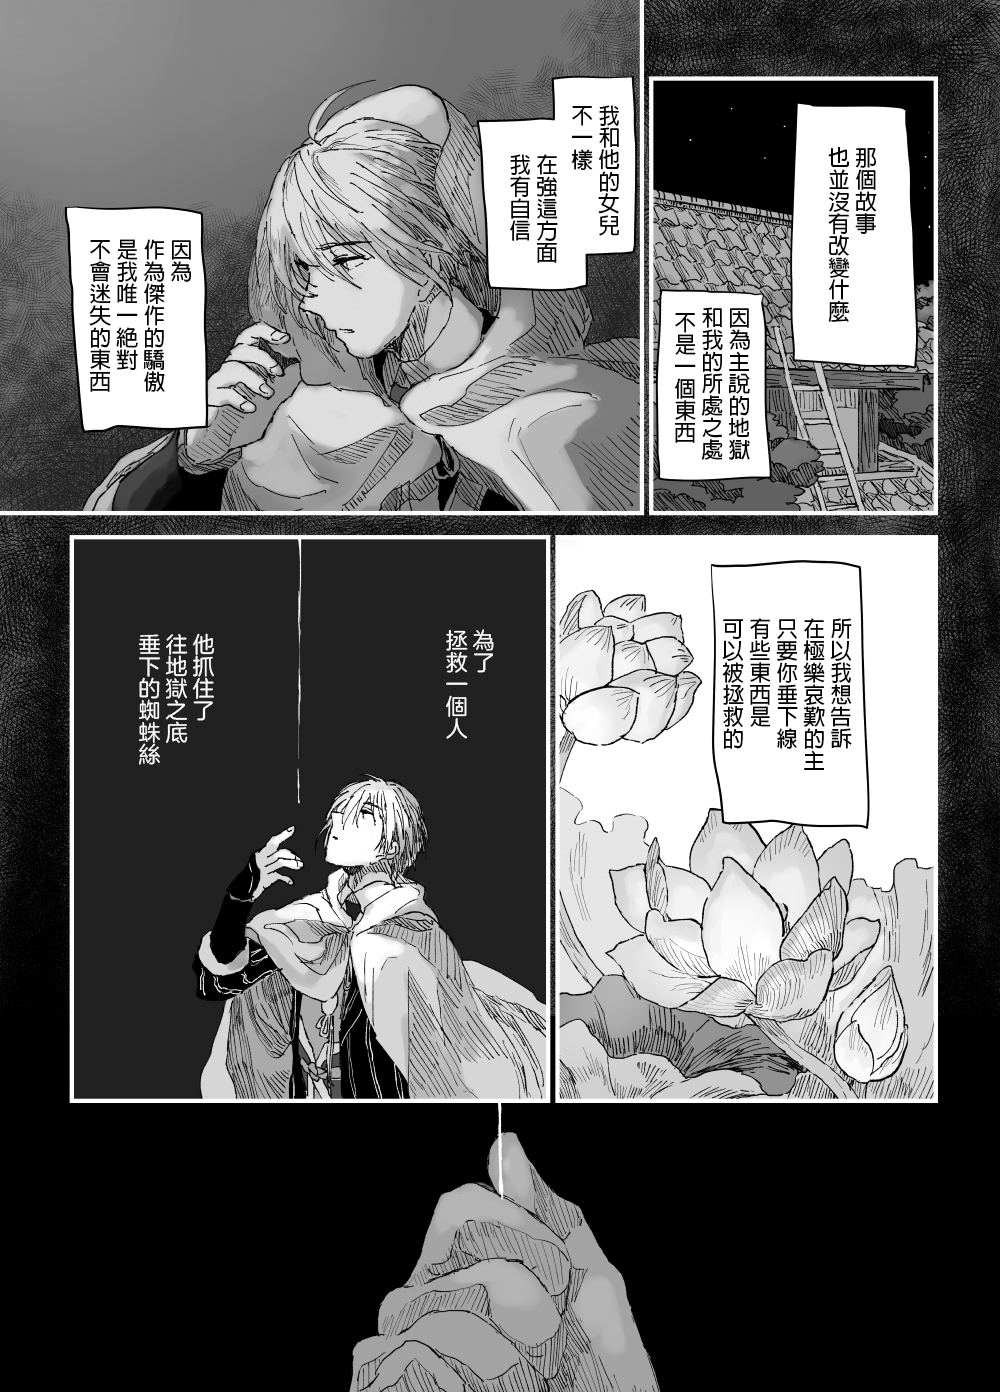 那個故事
也並沒有改變什麼
因為主說的地獄
和我的所處之處
不是一個東西
我和他的女兒
不一樣
在強這方面
我有自信
因為
作為傑作的驕傲
是我唯一絕對
不會迷失的東西
所以我想告訴
在極樂哀歎的主
只要你垂下線
有些東西是
可以被拯救的
為了
拯救一個人
他抓住了
往地獄之底
垂下的蜘蛛絲